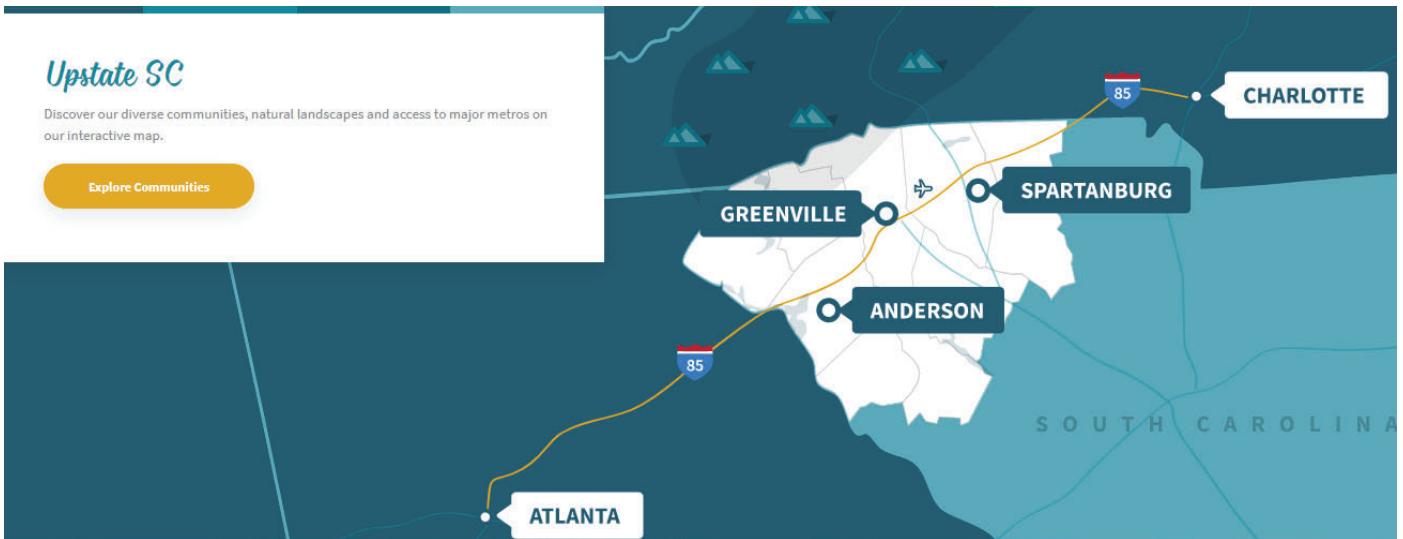 Upstate SC
Discover our diverse communities, natural landscapes and access to major metros on
our interactive map.
Explore Communities
85
CHARLOTTE
SPARTANBURG
GREENVILLE
ANDERSON
85
SOUTH CAROLINA
ATLANTA